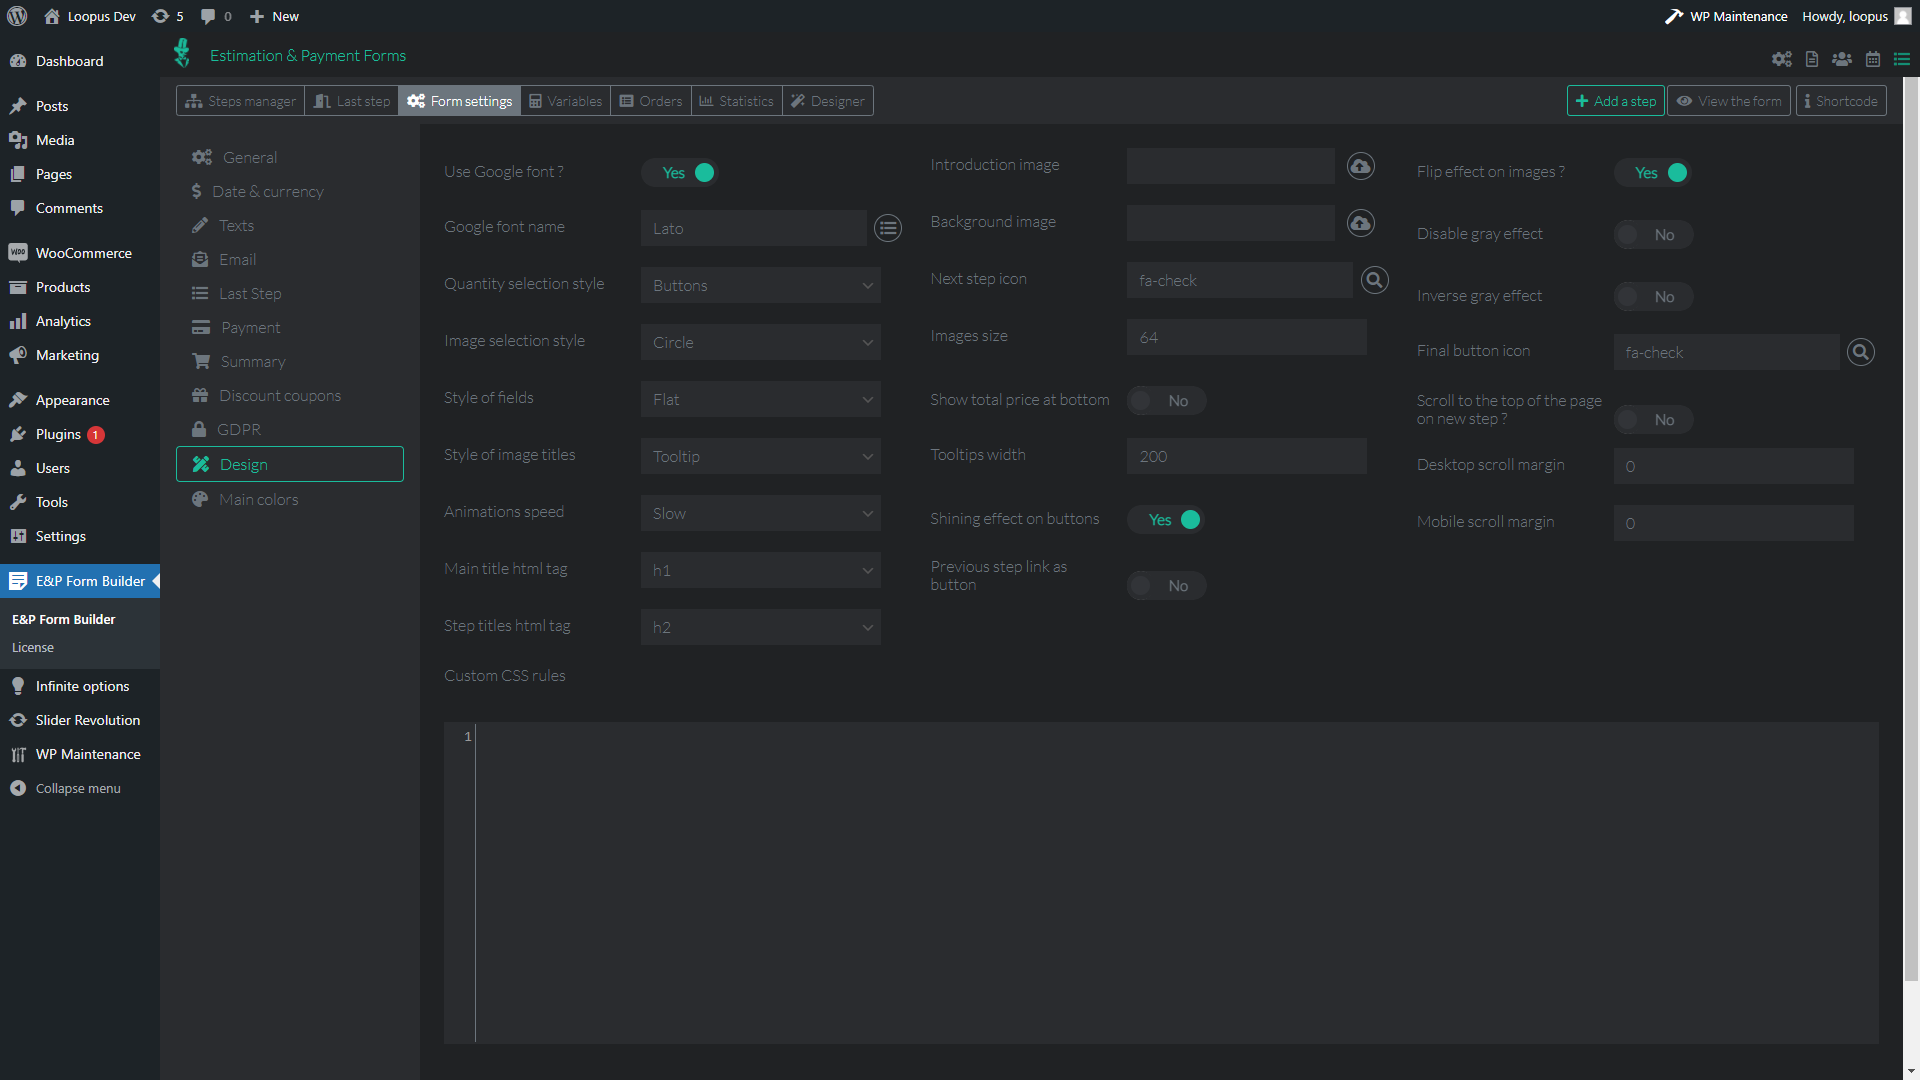 Loopus Dev 5 0 New WP Maintenance Howdy, loopus
Estimation & Payment Forms
Dashboard
Posts
Media
Pages
Comments
WooCommerce
Products
Analytics
Marketing
Appearance
Plugins 1
Users
Tools
Settings
E&P Form Builder
E&P Form Builder
License
Infinite options
Slider Revolution
WP Maintenance
Collapse menu
Steps manager Last step Form settings Variables Orders Statistics Designer Add a step View the form Shortcode
General
Date & currency
Texts
Email
Last Step
Payment
Summary
Discount coupons
GDPR
Design
Main colors
Use Google font ? Yes
Google font name Lato
Quantity selection style Buttons
Image selection style Circle
Style of fields Flat
Style of image titles Tooltip
Animations speed Slow
Main title html tag h1
Step titles html tag h2
Introduction image
Background image
Next step icon fa-check
Images size 64
Show total price at bottom No
Tooltips width 200
Shining effect on buttons Yes
Previous step link as
button No
Flip effect on images ? Yes
Disable gray effect No
Inverse gray effect No
Final button icon fa-check
Scroll to the top of the page
on new step ? No
Desktop scroll margin 0
Mobile scroll margin 0
Custom CSS rules
1